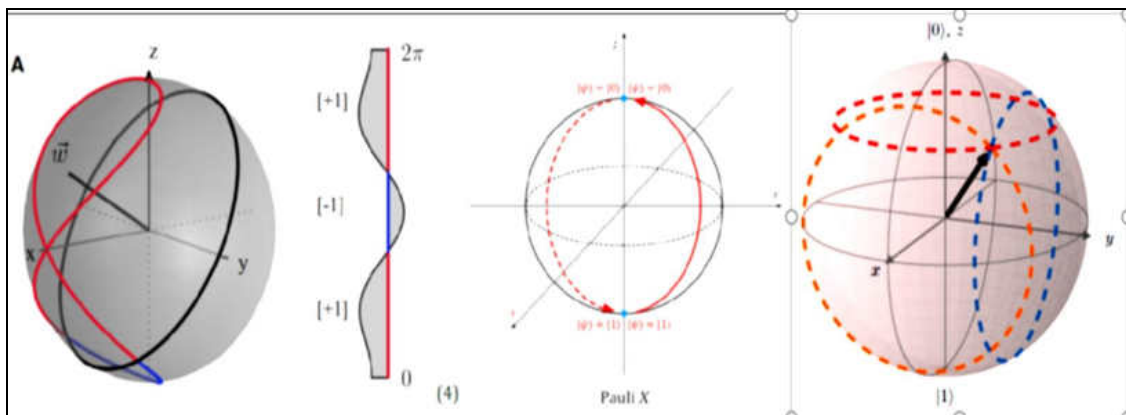 A
z
w
x
y
2π
[+1]
[-1]
[+1]
0
(4)
z
|ψ⟩ = |0⟩ |ψ⟩ = |0⟩
|ψ⟩ = |1⟩ |ψ⟩ = |1⟩
Pauli X
|0⟩, z
x
y
|1⟩